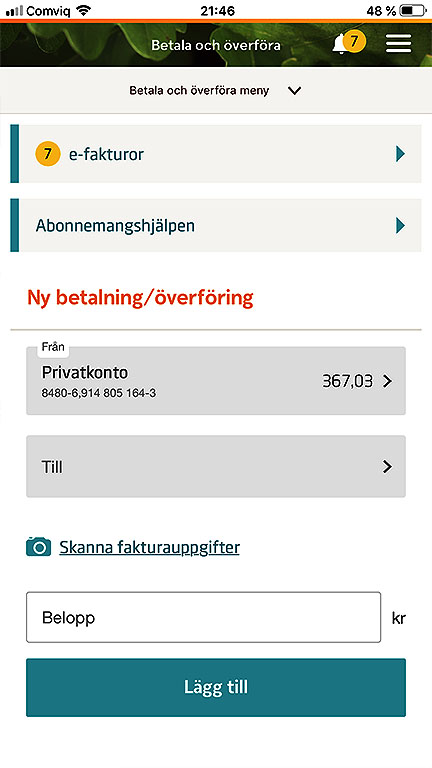 Comviq 21:46 48 %
Betala och överföra 7
Betala och överföra meny
7 e-fakturor
Abonnemangshjälpen
Ny betalning/överföring
Från
Privatkonto 367,03
8480-6,914 805 164-3
Till
Skanna fakturauppgifter
Belopp kr
Lägg till